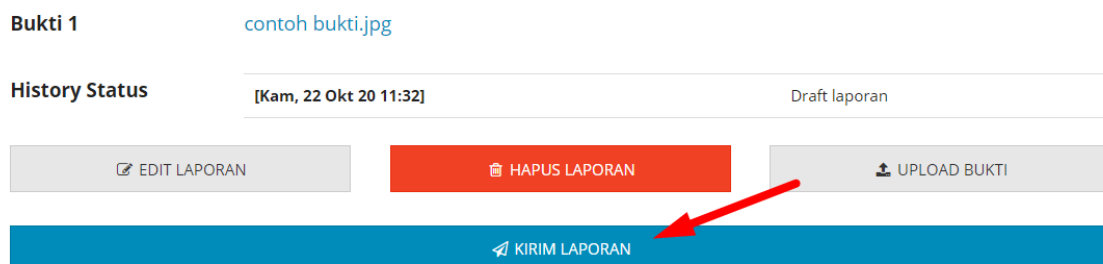 Bukti 1 contoh bukti.jpg
History Status [Kam, 22 Okt 20 11:32] Draft laporan
EDIT LAPORAN HAPUS LAPORAN UPLOAD BUKTI
KIRIM LAPORAN